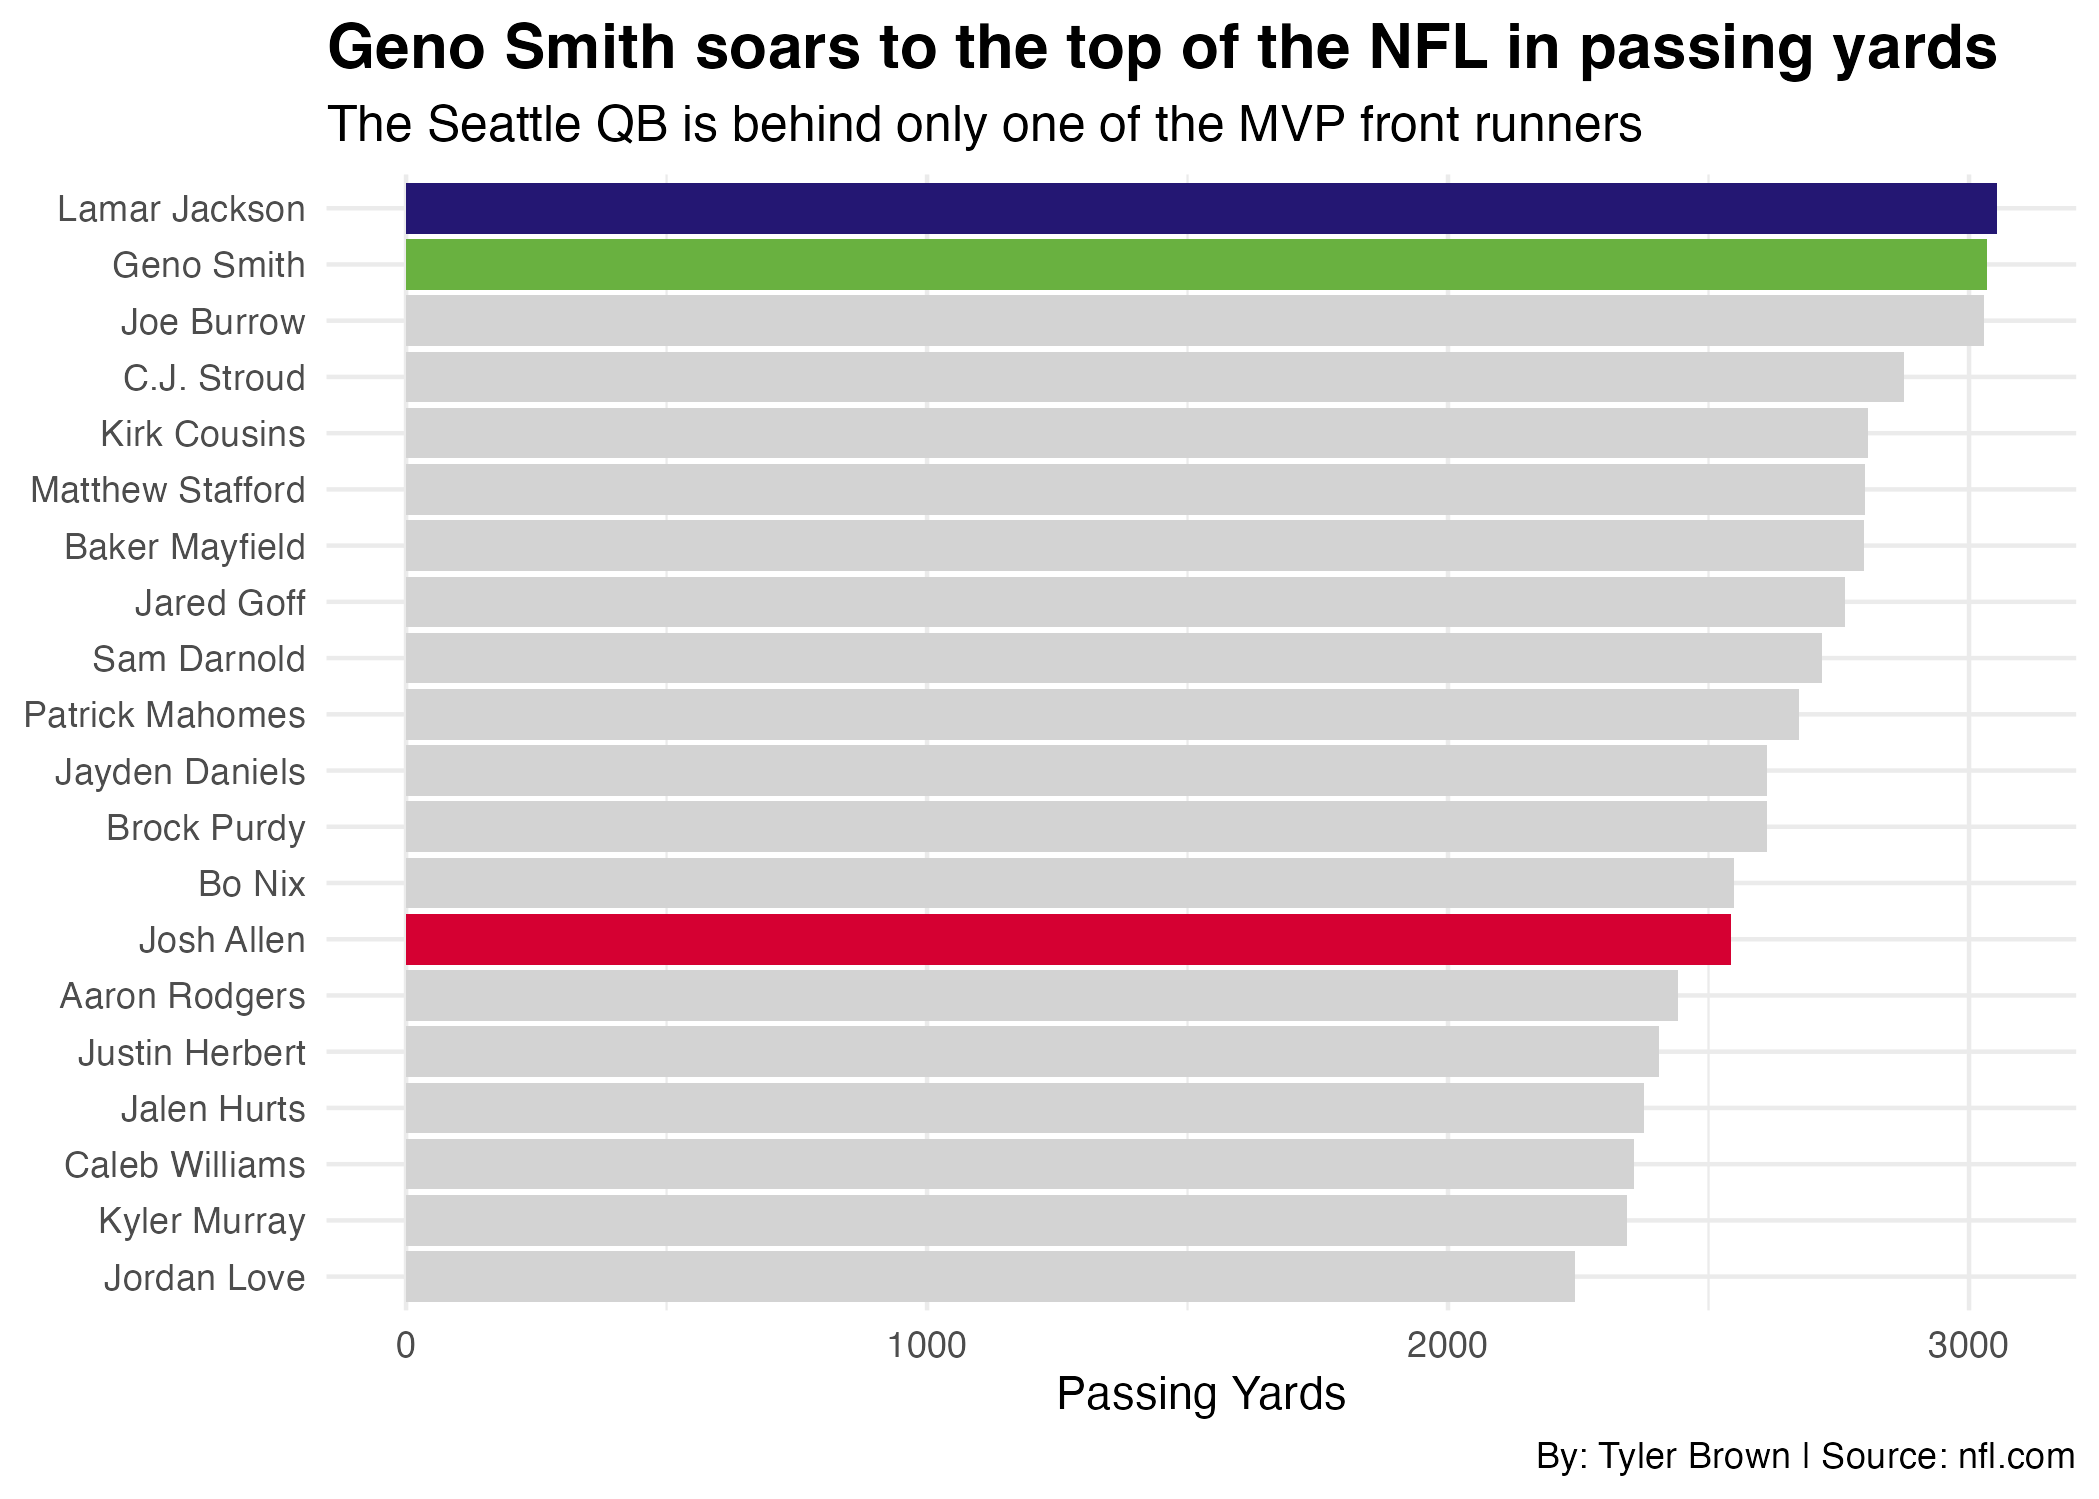 Geno Smith soars to the top of the NFL in passing yards
The Seattle QB is behind only one of the MVP front runners
Lamar Jackson
Geno Smith
Joe Burrow
C.J. Stroud
Kirk Cousins
Matthew Stafford
Baker Mayfield
Jared Goff
Sam Darnold
Patrick Mahomes
Jayden Daniels
Brock Purdy
Bo Nix
Josh Allen
Aaron Rodgers
Justin Herbert
Jalen Hurts
Caleb Williams
Kyler Murray
Jordan Love
0 1000 2000 3000
Passing Yards
By: Tyler Brown | Source: nfl.com